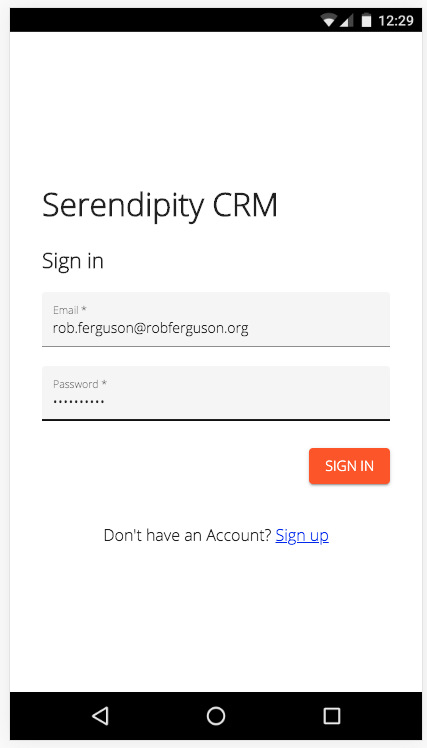 12:29
Serendipity CRM
Sign in
Email *
rob.ferguson@robferguson.org
Password *
••••••••••
SIGN IN
Don't have an Account? Sign up